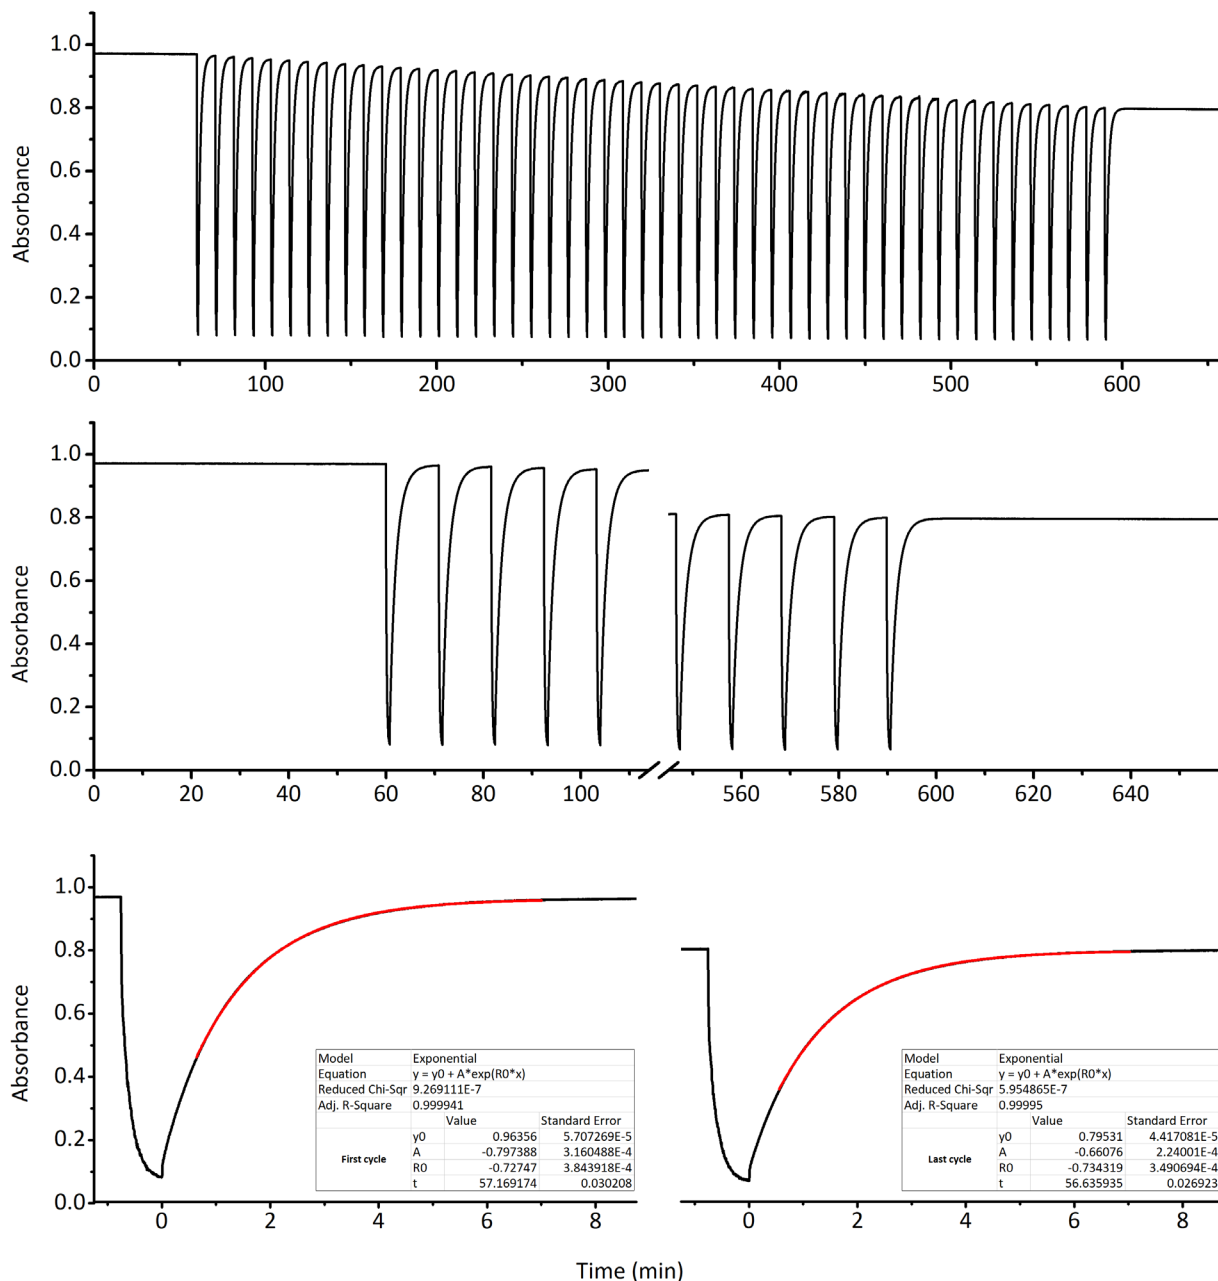 1.0
0.8
0.6
0.4
0.2
0.0
Absorbance
0 100 200 300 400 500 600
1.0
0.8
0.6
0.4
0.2
0.0
Absorbance
0 20 40 60 80 100 560 580 600 620 640
1.0
0.8
0.6
0.4
0.2
0.0
Absorbance
Model Exponential
Equation y = y0 + A*exp(R0*x)
Reduced Chi-Sqr 9.269111E-7
Adj. R-Square 0.999941
Value Standard Error
First cycle
y0 0.96356 5.707269E-5
A -0.797388 3.160488E-4
R0 -0.72747 3.843918E-4
t 57.169174 0.030208
0 2 4 6 8
Model Exponential
Equation y = y0 + A*exp(R0*x)
Reduced Chi-Sqr 5.954865E-7
Adj. R-Square 0.99995
Value Standard Error
Last cycle
y0 0.79531 4.417081E-5
A -0.66076 2.24001E-4
R0 -0.734319 3.490694E-4
t 56.635935 0.026923
0 2 4 6 8
Time (min)